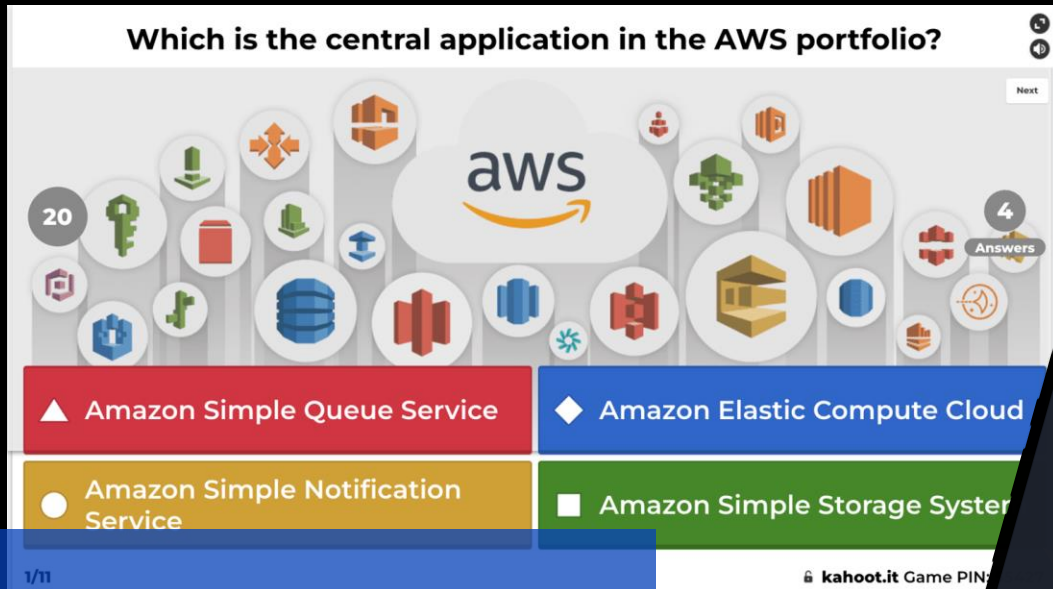 Which is the central application in the AWS portfolio?
Next
aws
20
4
Answers
Amazon Simple Queue Service
Amazon Elastic Compute Cloud
Amazon Simple Notification
Service
Amazon Simple Storage
1/11
kahoot.it Game PIN: